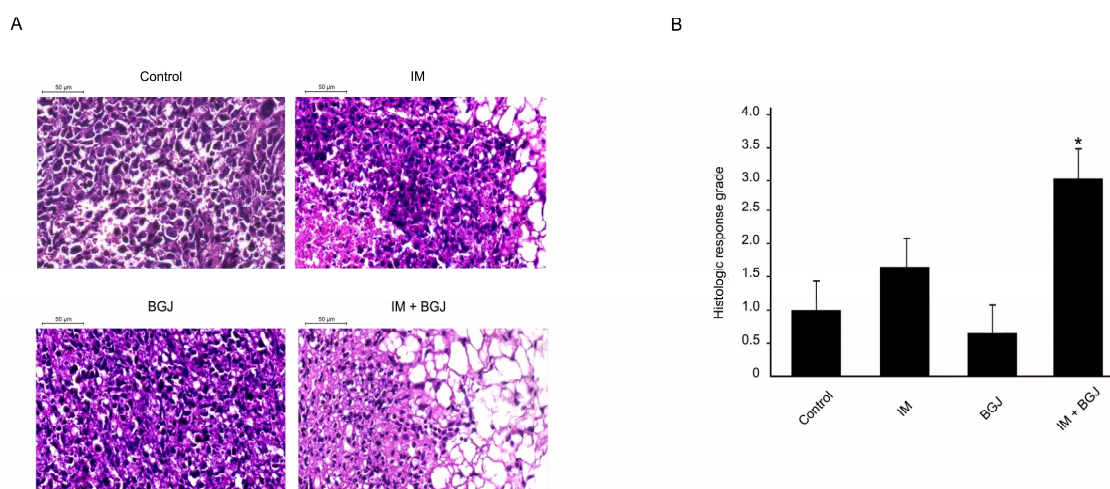 A
B
Control
IM
50 µm
50 µm
BGJ
IM + BGJ
50 µm
50 µm
Histologic response grace
4.0
3.5
3.0
2.5
2.0
1.5
1.0
0.5
0
*
Control
IM
BGJ
IM + BGJ